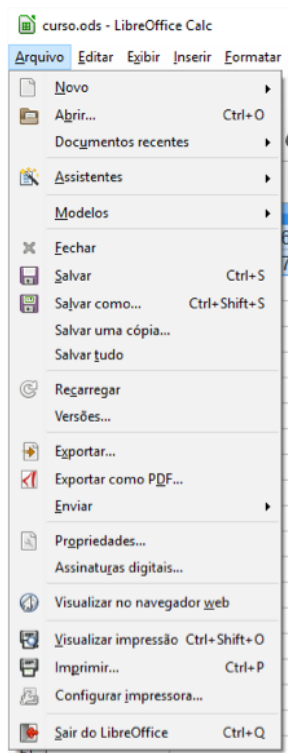 curso.ods - LibreOffice Calc
Arquivo Editar Exibir Inserir Formatar
Novo
Abrir... Ctrl+O
Documentos recentes
Assistentes
Modelos
Fechar
Salvar Ctrl+S
Salvar como... Ctrl+Shift+S
Salvar uma cópia...
Salvar tudo
Recarregar
Versões...
Exportar...
Exportar como PDF...
Enviar
Propriedades...
Assinaturas digitais...
Visualizar no navegador web
Visualizar impressão Ctrl+Shift+O
Imprimir... Ctrl+P
Configurar impressora...
Sair do LibreOffice Ctrl+Q